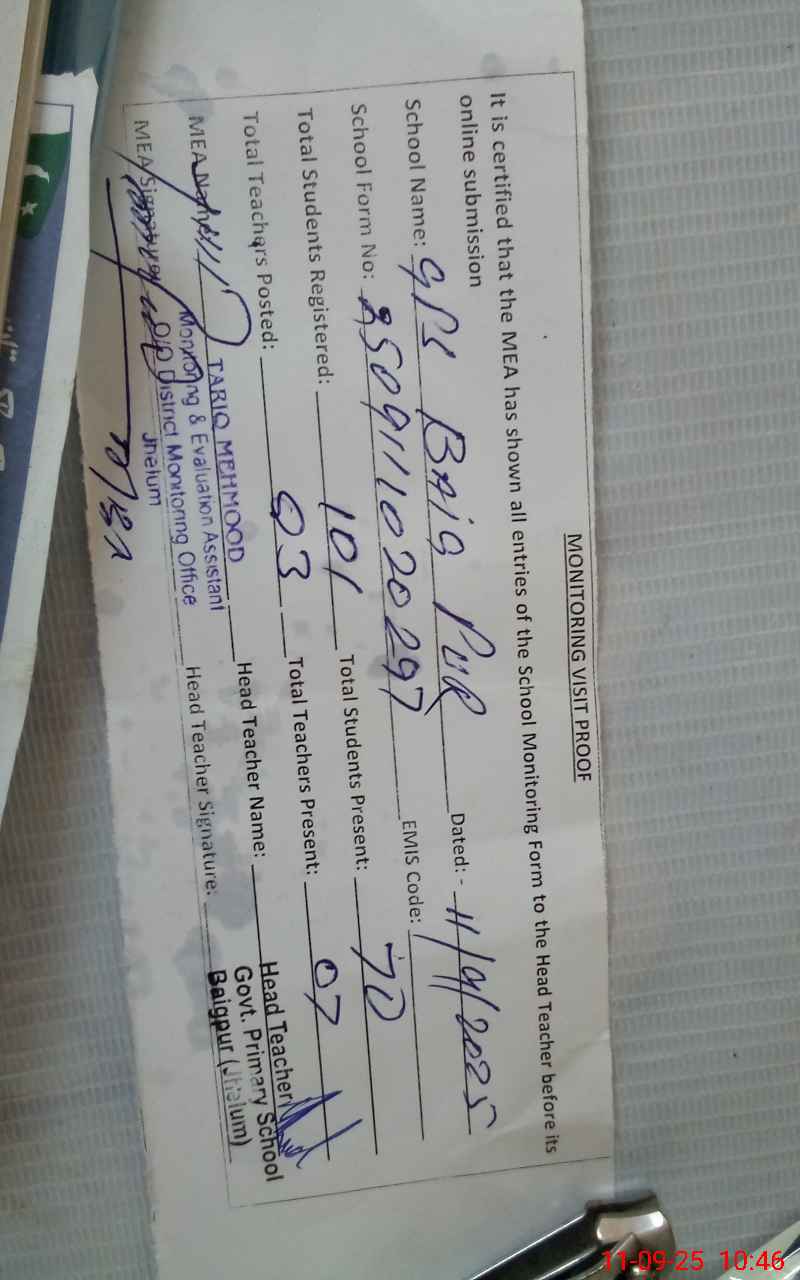 MONITORING VISIT PROOF
It is certified that the MEA has shown all entries of the School Monitoring Form to the Head Teacher before its
online submission
School Name: GPS BAIG PUR Dated: - 11/9/2025
School Form No: 2509111020297 EMIS Code:
Total Students Registered: 101 Total Students Present: 70
Total Teachers Posted: 03 Total Teachers Present: 07
MEA Name: TARIQ MEHMOOD Head Teacher Name: Head Teacher
Monitoring & Evaluation Assistant Govt. Primary School
MEA Signature: O/O District Monitoring Office Head Teacher Signature: Baigpur (Jhelum)
Jhelum
11-09-25 10:46